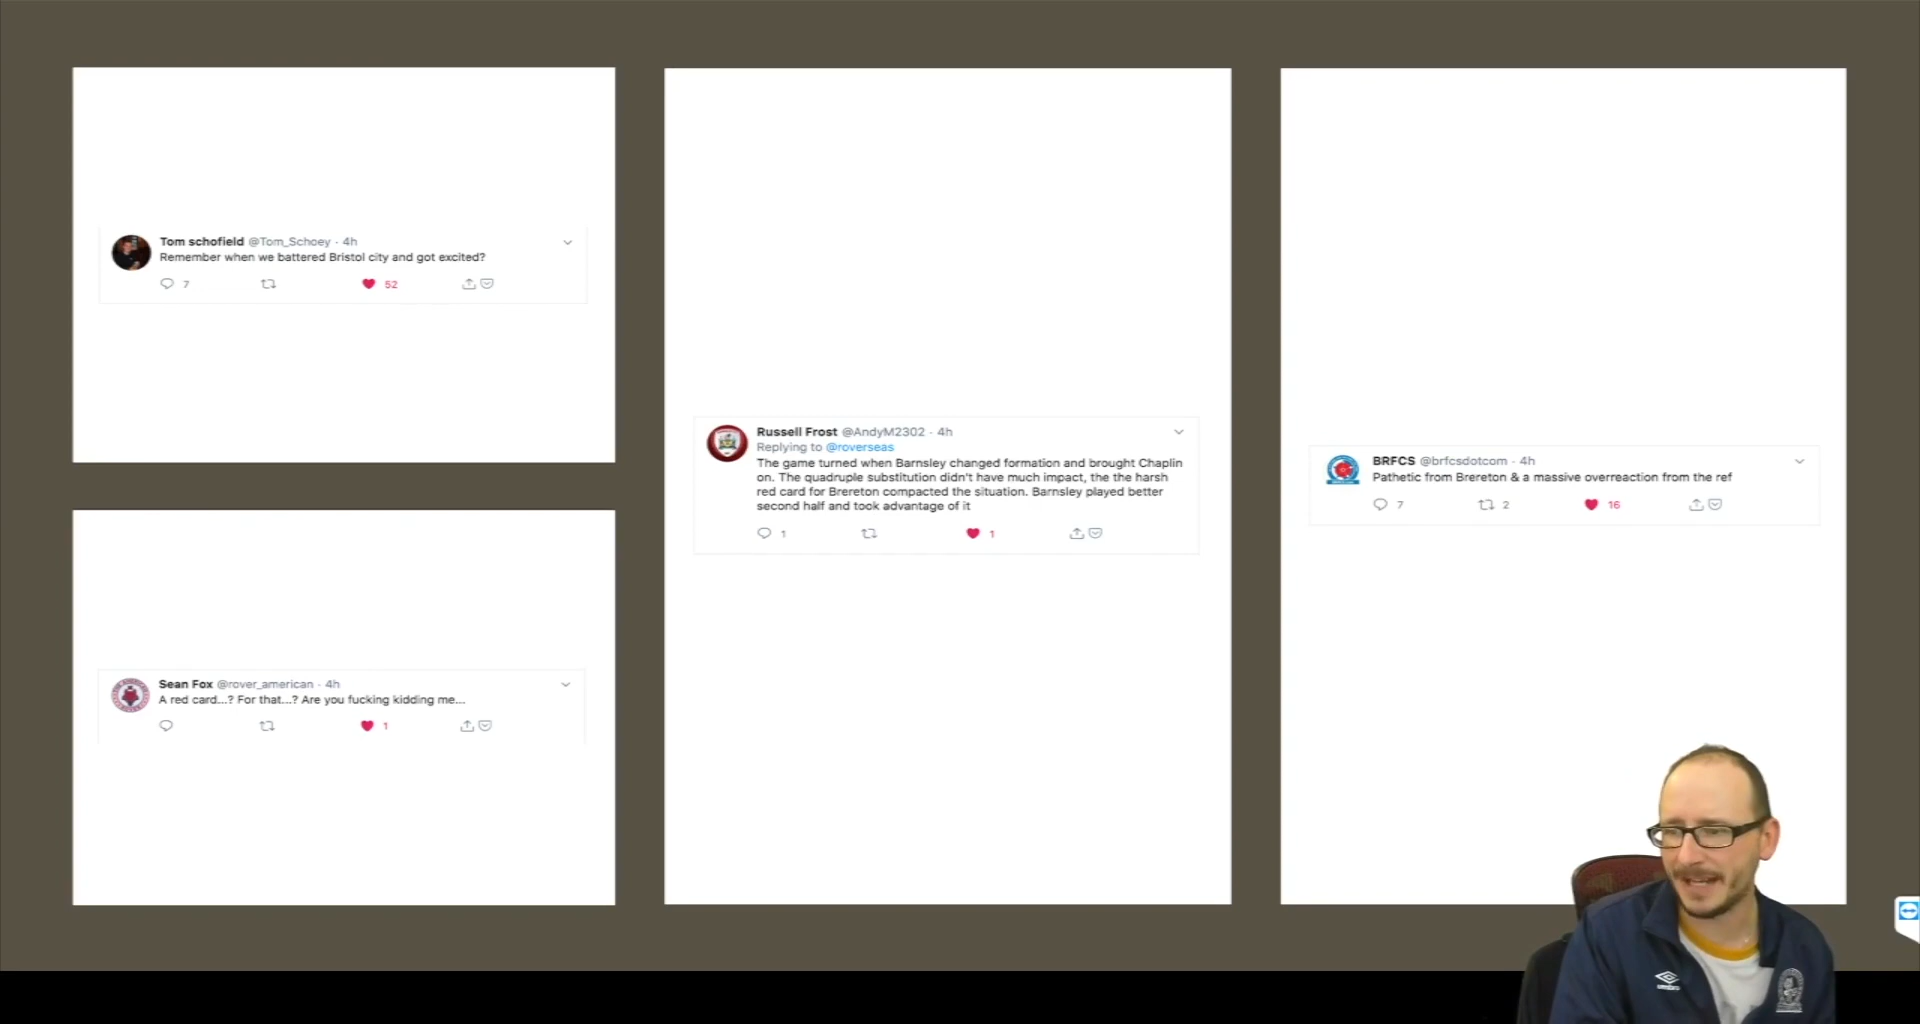 Tom schofield @Tom_Schoey · 4h
Remember when we battered Bristol city and got excited?
7 52
Sean Fox @rover_american · 4h
A red card...? For that...? Are you fucking kidding me...
1
Russell Frost @AndyM2302 · 4h
Replying to @roverseas
The game turned when Barnsley changed formation and brought Chaplin
on. The quadruple substitution didn't have much impact, the the harsh
red card for Brereton compacted the situation. Barnsley played better
second half and took advantage of it
1 1
BRFCS @brfcsdotcom · 4h
Pathetic from Brereton & a massive overreaction from the ref
7 2 16
umbro